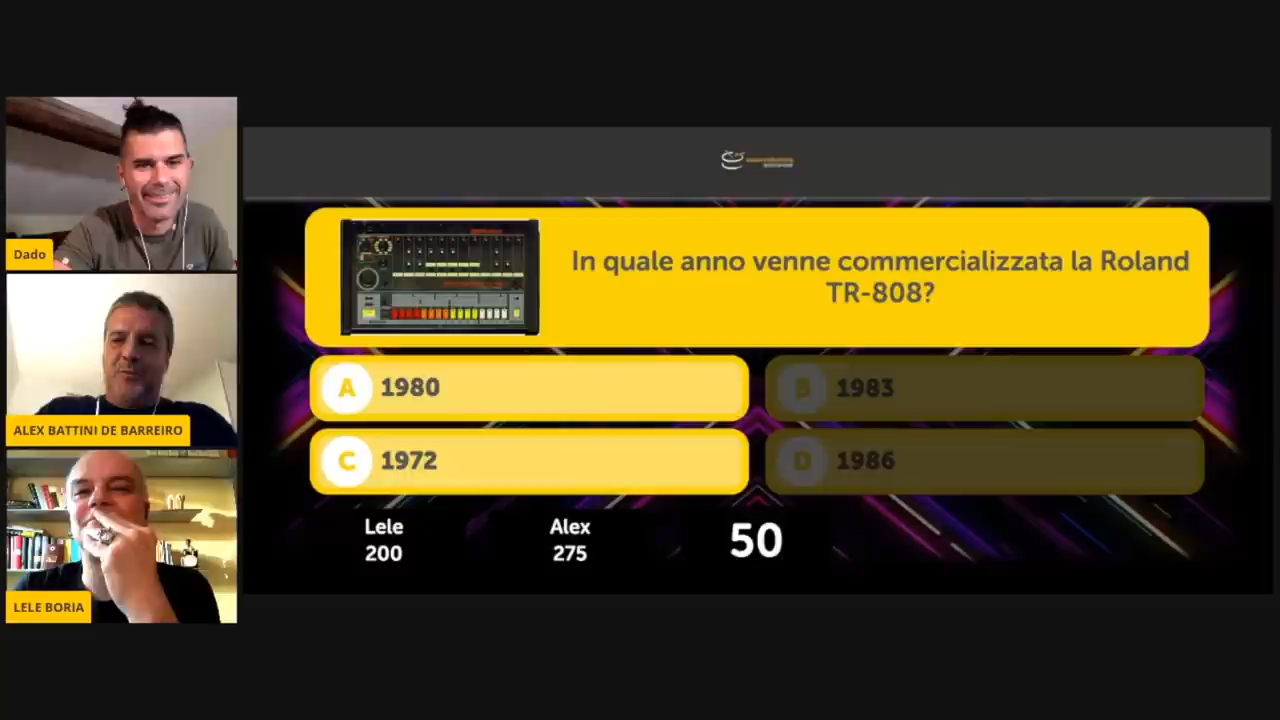 Dado
ALEX BATTINI DE BARREIRO
LELE BORIA
In quale anno venne commercializzata la Roland
TR-808?
A 1980
B 1983
C 1972
D 1986
Lele
200
Alex
275
50